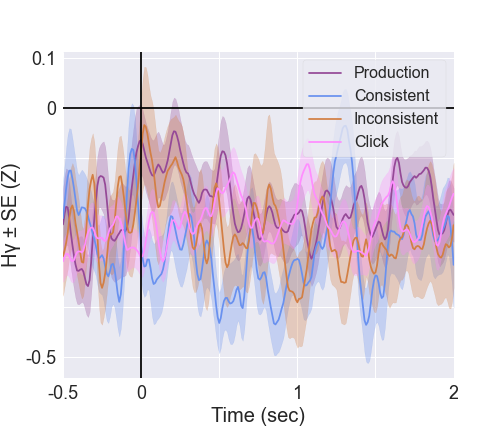 0.1
0
-0.5
Hγ ± SE (Z)
Production
Consistent
Inconsistent
Click
-0.5
0
1
2
Time (sec)